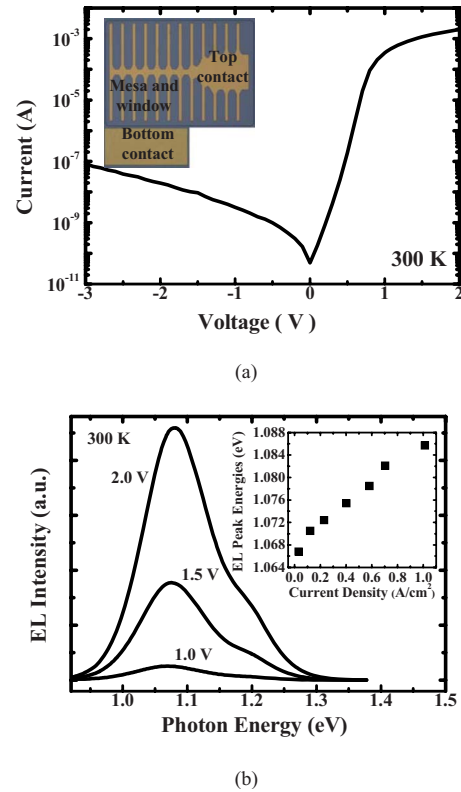 10⁻³
10⁻⁵
10⁻⁷
10⁻⁹
10⁻¹¹
Current (A)
Top
contact
Mesa and
window
Bottom
contact
300 K
-3 -2 -1 0 1 2
Voltage ( V )
(a)
300 K
2.0 V
1.5 V
1.0 V
EL Intensity (a.u.)
EL Peak Energies (eV)
1.088
1.084
1.080
1.076
1.072
1.068
1.064
0.0 0.2 0.4 0.6 0.8 1.0
Current Density (A/cm²)
1.0 1.1 1.2 1.3 1.4 1.5
Photon Energy (eV)
(b)